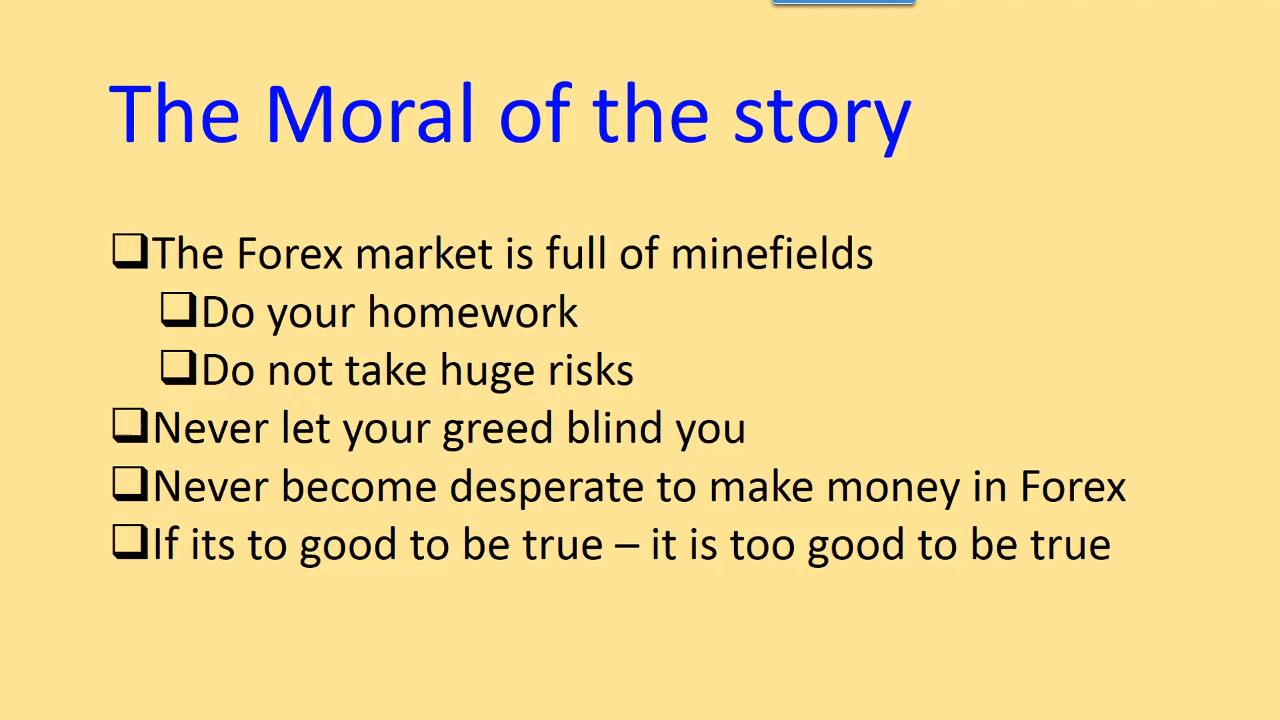 The Moral of the story
❑The Forex market is full of minefields
❑Do your homework
❑Do not take huge risks
❑Never let your greed blind you
❑Never become desperate to make money in Forex
❑If its to good to be true – it is too good to be true